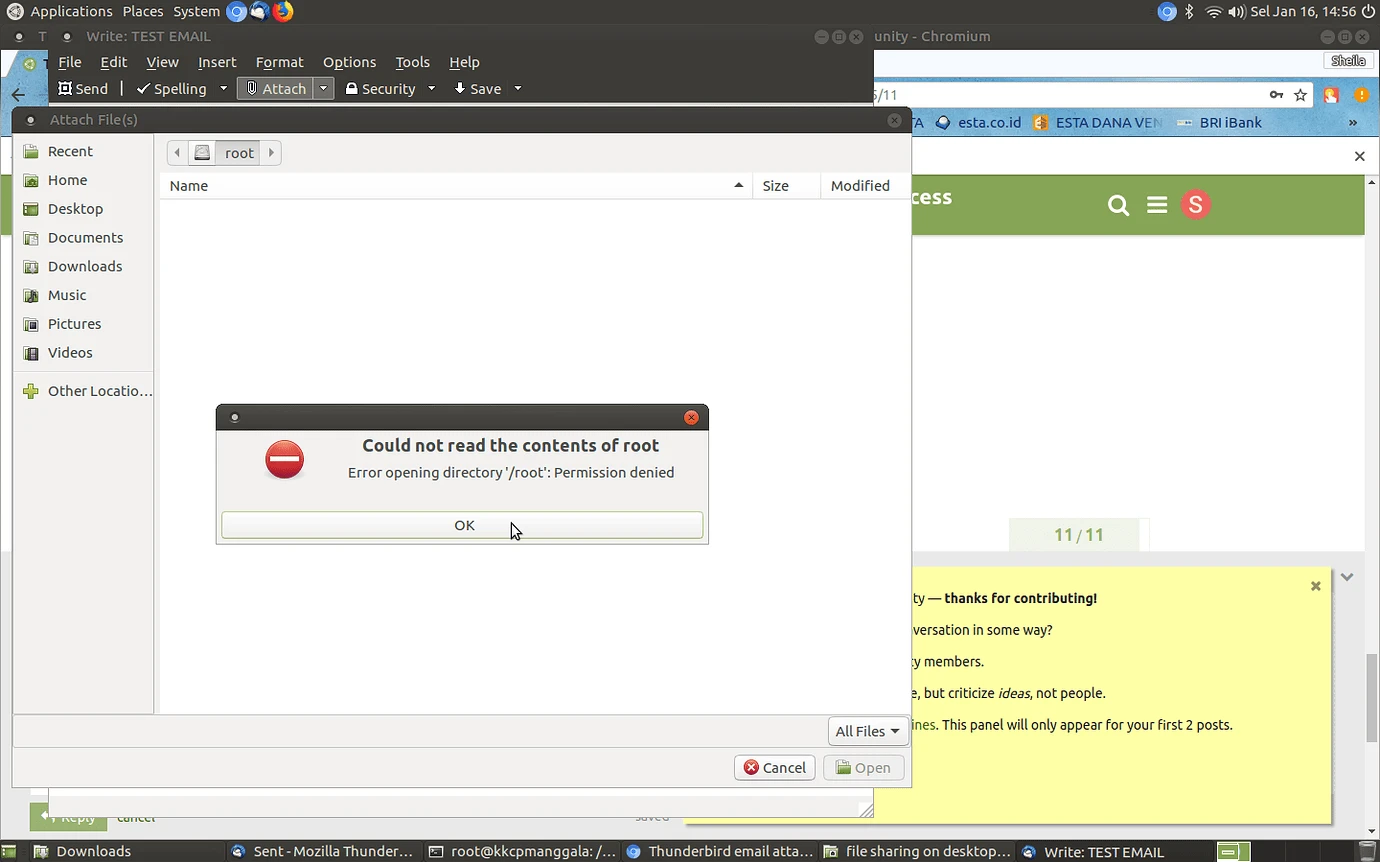 Applications Places System
Sel Jan 16, 14:56
Write: TEST EMAIL
unity - Chromium
Sheila
File Edit View Insert Format Options Tools Help
Send Spelling Attach Security Save
5/11
esta.co.id ESTA DANA VEN BRI iBank »
Attach File(s)
Recent
Home
Desktop
Documents
Downloads
Music
Pictures
Videos
Other Locatio...
root
Name Size Modified
cess
S
Could not read the contents of root
Error opening directory '/root': Permission denied
OK
11 / 11
ty — thanks for contributing!
versation in some way?
y members.
e, but criticize ideas, not people.
ines. This panel will only appear for your first 2 posts.
All Files
Cancel Open
Reply cancel saved
Downloads
Sent - Mozilla Thunder...
root@kkcpmanggala: /...
Thunderbird email atta...
file sharing on desktop...
Write: TEST EMAIL